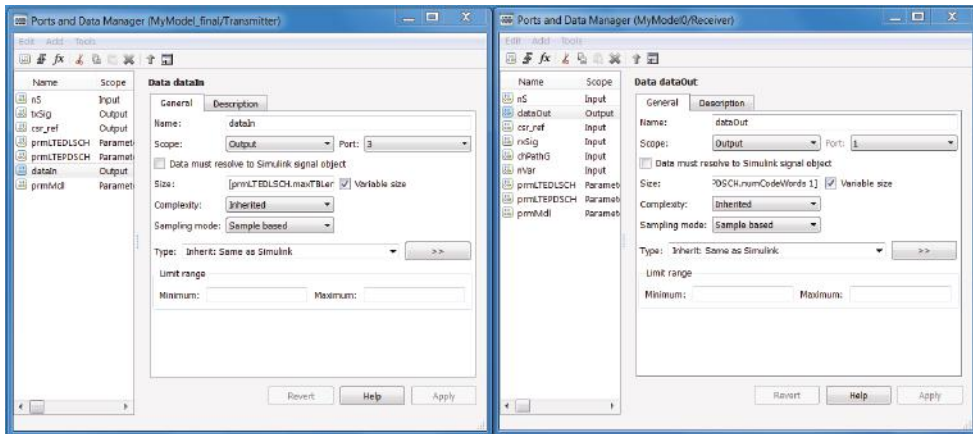 Ports and Data Manager (MyModel_final/Transmitter)
Edit Add Tools
fx
Name Scope
nS Input
txSig Output
csr_ref Output
prmLTEDLSCH Paramet
prmLTEPDSCH Paramet
dataIn Output
prmMdl Paramet
Data dataIn
General Description
Name: dataIn
Scope: Output Port: 3
Data must resolve to Simulink signal object
Size: [prmLTEDLSCH.maxTBLer Variable size
Complexity: Inherited
Sampling mode: Sample based
Type: Inherit: Same as Simulink >>
Limit range
Minimum: Maximum:
Revert Help Apply
Ports and Data Manager (MyModel0/Receiver)
Edit Add Tools
fx
Name Scope
nS Input
dataOut Output
csr_ref Input
rxSig Input
chPathG Input
nVar Input
prmLTEDLSCH Paramete
prmLTEPDSCH Paramete
prmMdl Paramete
Data dataOut
General Description
Name: dataOut
Scope: Output Port: 1
Data must resolve to Simulink signal object
Size: PDSCH.numCodeWords 1] Variable size
Complexity: Inherited
Sampling mode: Sample based
Type: Inherit: Same as Simulink >>
Limit range
Minimum: Maximum:
Revert Help Apply